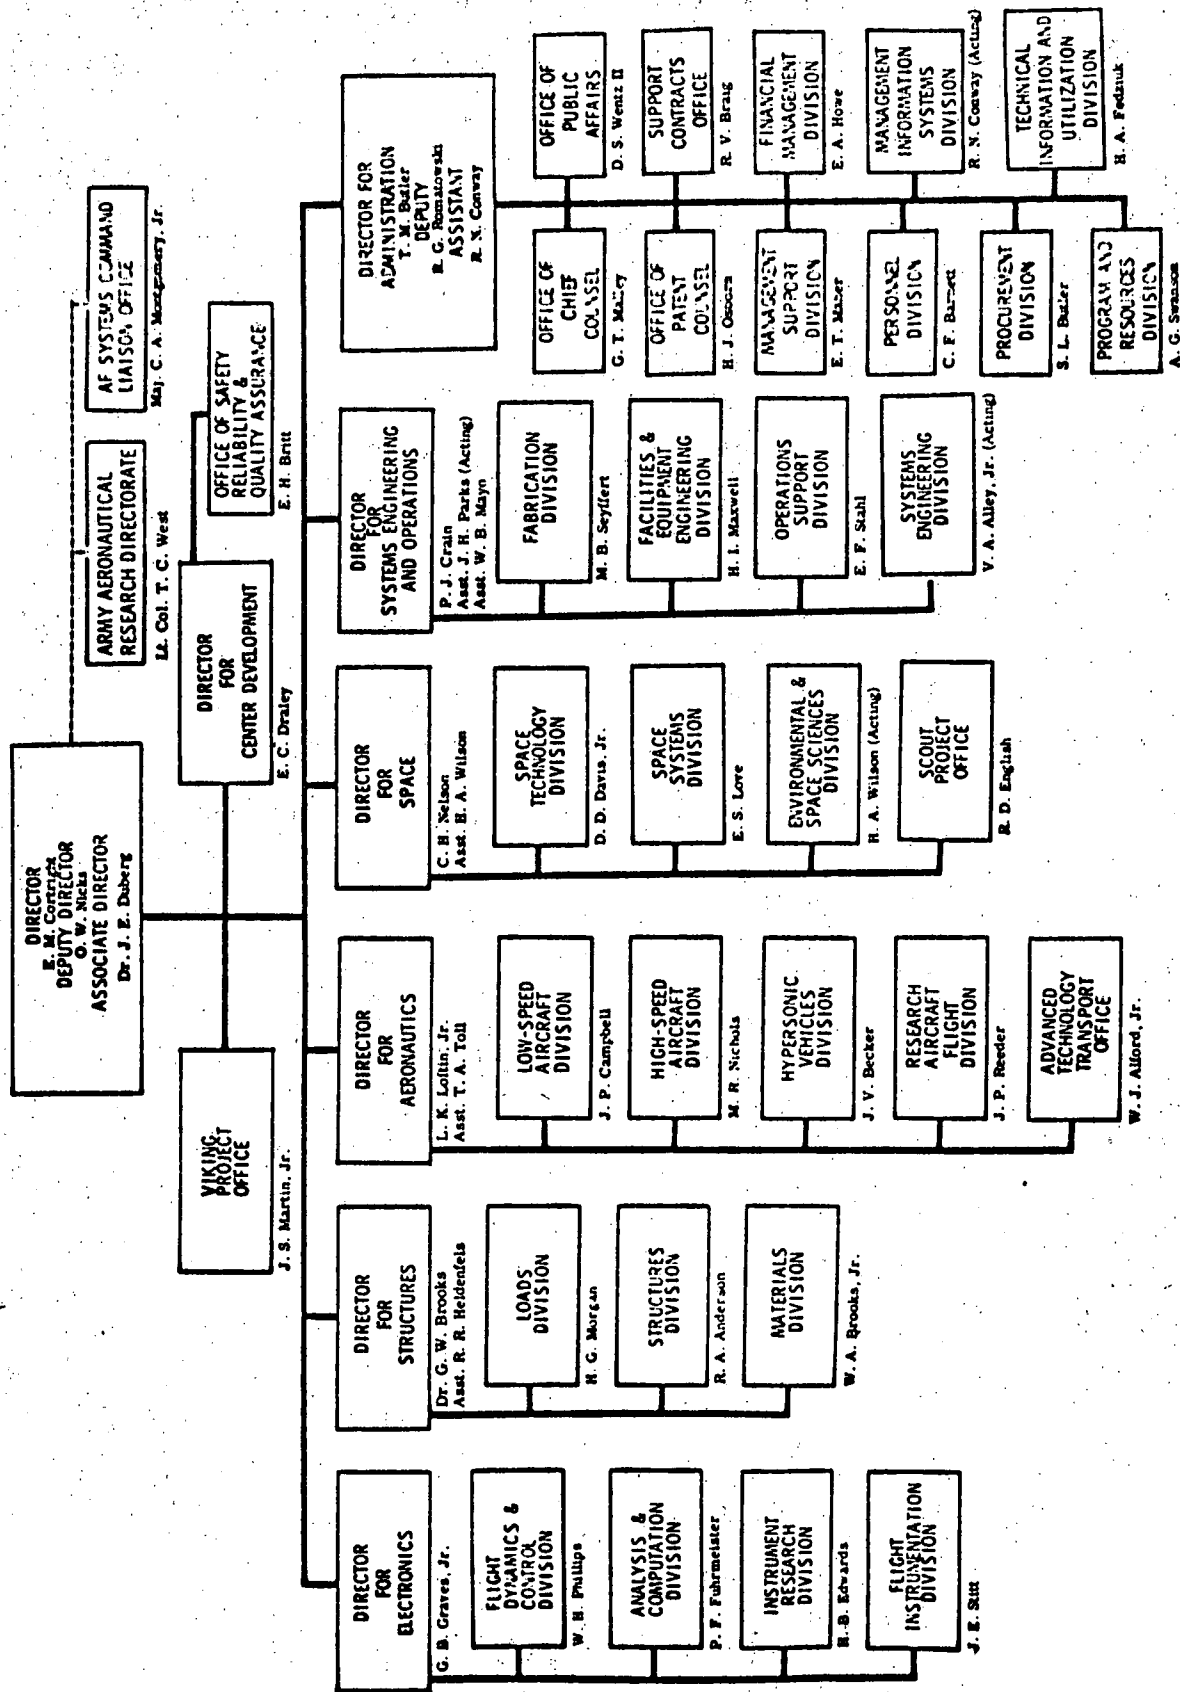 DIRECTOR
E. M. Cortright
DEPUTY DIRECTOR
O. W. Nicks
ASSOCIATE DIRECTOR
Dr. J. E. Duberg
ARMY AERONAUTICAL
RESEARCH DIRECTORATE
Lt. Col. T. C. West
AF SYSTEMS COMMAND
LIAISON OFFICE
Maj. C. A. Montgomery, Jr.
VIKING
PROJECT
OFFICE
J. S. Martin, Jr.
DIRECTOR
FOR
CENTER DEVELOPMENT
E. C. Draley
OFFICE OF SAFETY
RELIABILITY &
QUALITY ASSURANCE
E. H. Britt
DIRECTOR
FOR
ELECTRONICS
G. B. Graves, Jr.
FLIGHT
DYNAMICS &
CONTROL
DIVISION
W. H. Phillips
ANALYSIS &
COMPUTATION
DIVISION
P. F. Fuhrmeister
INSTRUMENT
RESEARCH
DIVISION
H. B. Edwards
FLIGHT
INSTRUMENTATION
DIVISION
J. E. Stitt
DIRECTOR
FOR
STRUCTURES
Dr. G. W. Brooks
Asst. R. R. Heldenfels
LOADS
DIVISION
H. G. Morgan
STRUCTURES
DIVISION
R. A. Anderson
MATERIALS
DIVISION
W. A. Brooks, Jr.
DIRECTOR
FOR
AERONAUTICS
L. K. Loftin, Jr.
Asst. T. A. Toll
LOW-SPEED
AIRCRAFT
DIVISION
J. P. Campbell
HIGH-SPEED
AIRCRAFT
DIVISION
M. R. Nichols
HYPERSONIC
VEHICLES
DIVISION
J. V. Becker
RESEARCH
AIRCRAFT
FLIGHT
DIVISION
J. P. Reeder
ADVANCED
TECHNOLOGY
TRANSPORT
OFFICE
W. J. Alford, Jr.
DIRECTOR
FOR
SPACE
C. H. Nelson
Asst. H. A. Wilson
SPACE
TECHNOLOGY
DIVISION
D. D. Davis, Jr.
SPACE
SYSTEMS
DIVISION
E. S. Love
ENVIRONMENTAL &
SPACE SCIENCES
DIVISION
H. A. Wilson (Acting)
SCOUT
PROJECT
OFFICE
R. D. English
DIRECTOR
FOR
SYSTEMS ENGINEERING
AND OPERATIONS
P. J. Crain
Asst. J. H. Parks (Acting)
Asst. W. B. Mayo
FABRICATION
DIVISION
M. B. Seyffert
FACILITIES &
EQUIPMENT
ENGINEERING
DIVISION
H. I. Maxwell
OPERATIONS
SUPPORT
DIVISION
E. F. Stahl
SYSTEMS
ENGINEERING
DIVISION
V. A. Alley, Jr. (Acting)
DIRECTOR FOR
ADMINISTRATION
T. M. Butler
DEPUTY
R. G. Romatowski
ASSISTANT
R. N. Conway
OFFICE OF
CHIEF
COUNSEL
G. T. Malley
OFFICE OF
PUBLIC
AFFAIRS
D. S. Wentz II
OFFICE OF
PATENT
COUNSEL
H. J. Osborn
SUPPORT
CONTRACTS
OFFICE
R. V. Braig
MANAGEMENT
SUPPORT
DIVISION
E. T. Maher
FINANCIAL
MANAGEMENT
DIVISION
E. A. Howe
PERSONNEL
DIVISION
C. F. Barnett
MANAGEMENT
INFORMATION
SYSTEMS
DIVISION
R. N. Conway (Acting)
PROCUREMENT
DIVISION
S. L. Butler
TECHNICAL
INFORMATION AND
UTILIZATION
DIVISION
H. A. Fedziuk
PROGRAM AND
RESOURCES
DIVISION
A. G. Swanson